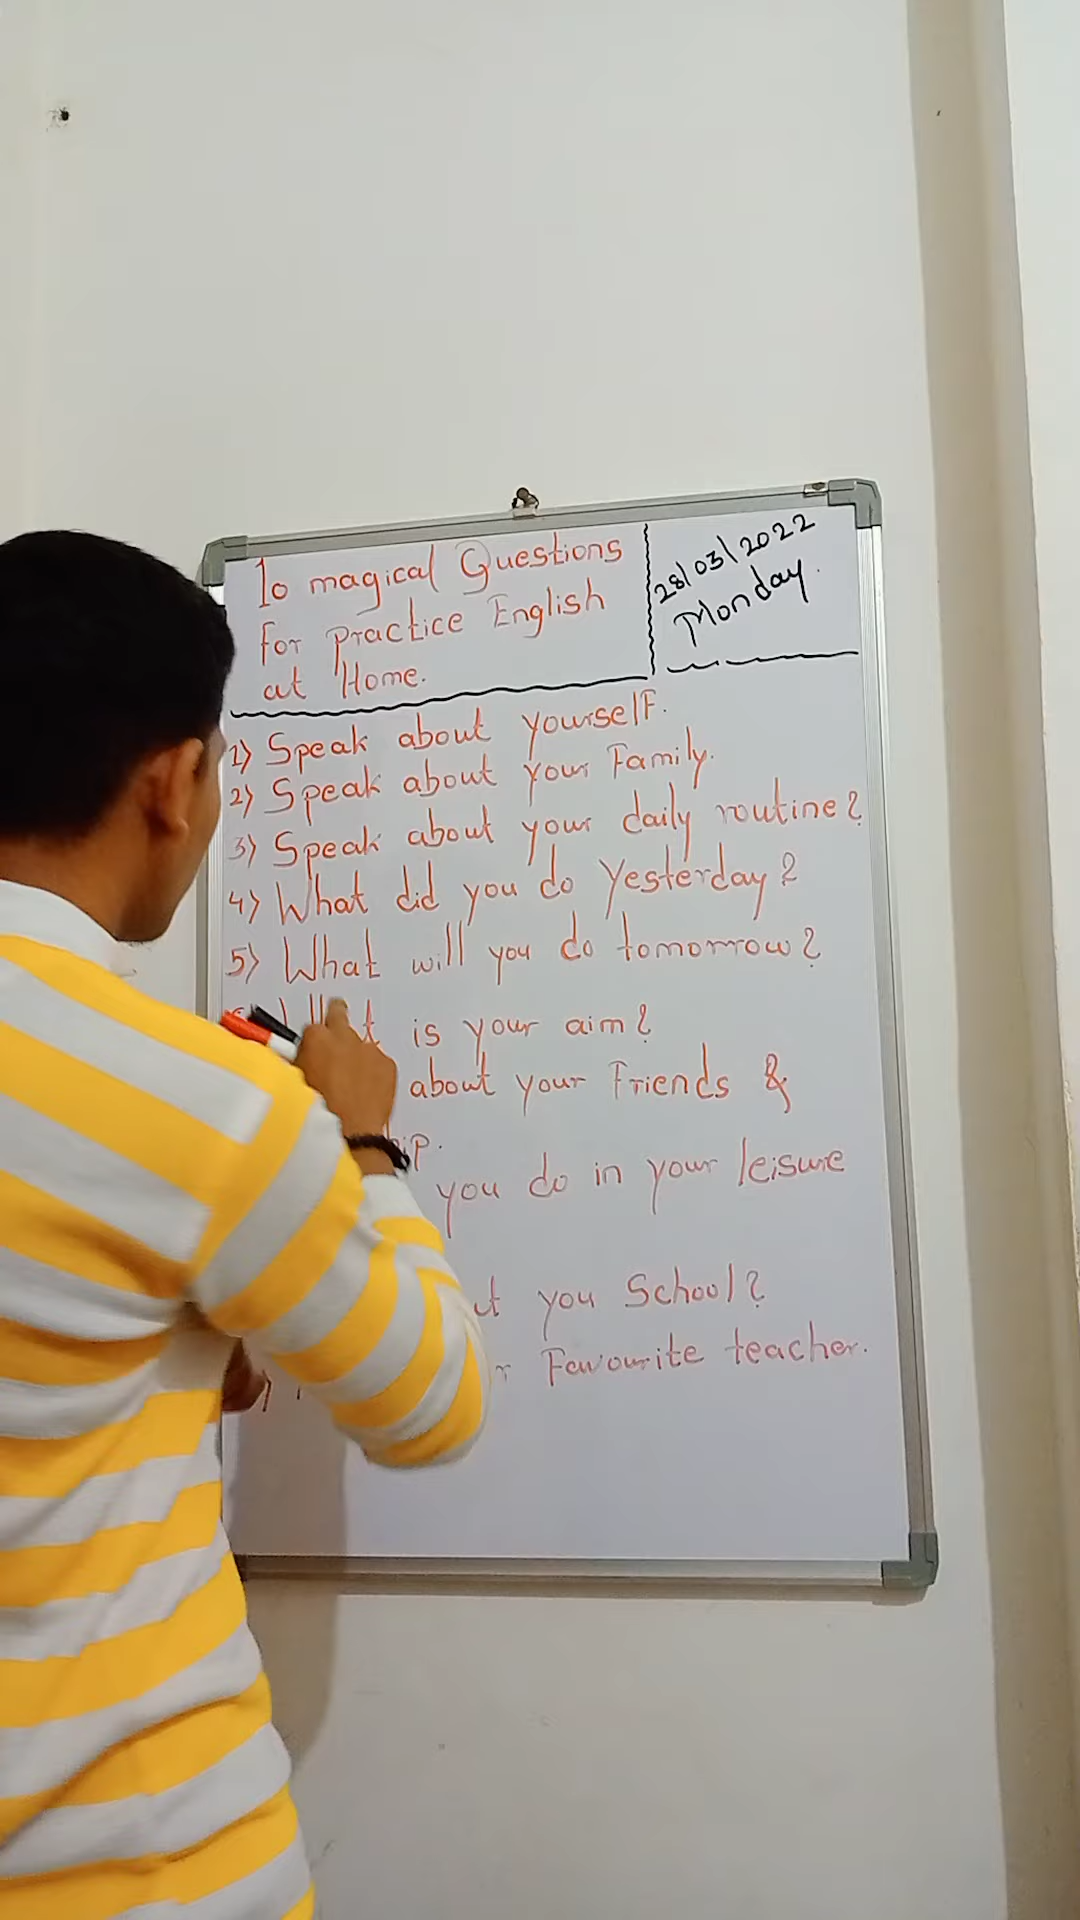 10 magical Questions
For practice English
at Home.
28/03/2022
Monday.
1) Speak about yourself.
2) Speak about your Family.
3) Speak about your daily routine?
4) What did you do Yesterday?
5) What will you do tomorrow?
is your aim?
about your Friends &
you do in your leisure
you School?
Favourite teacher.